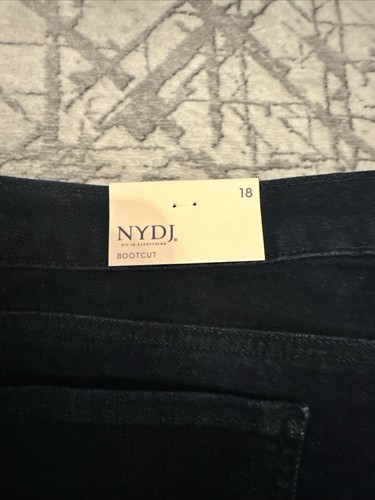 18
NYDJ®
FIT IS EVERYTHING
BOOTCUT